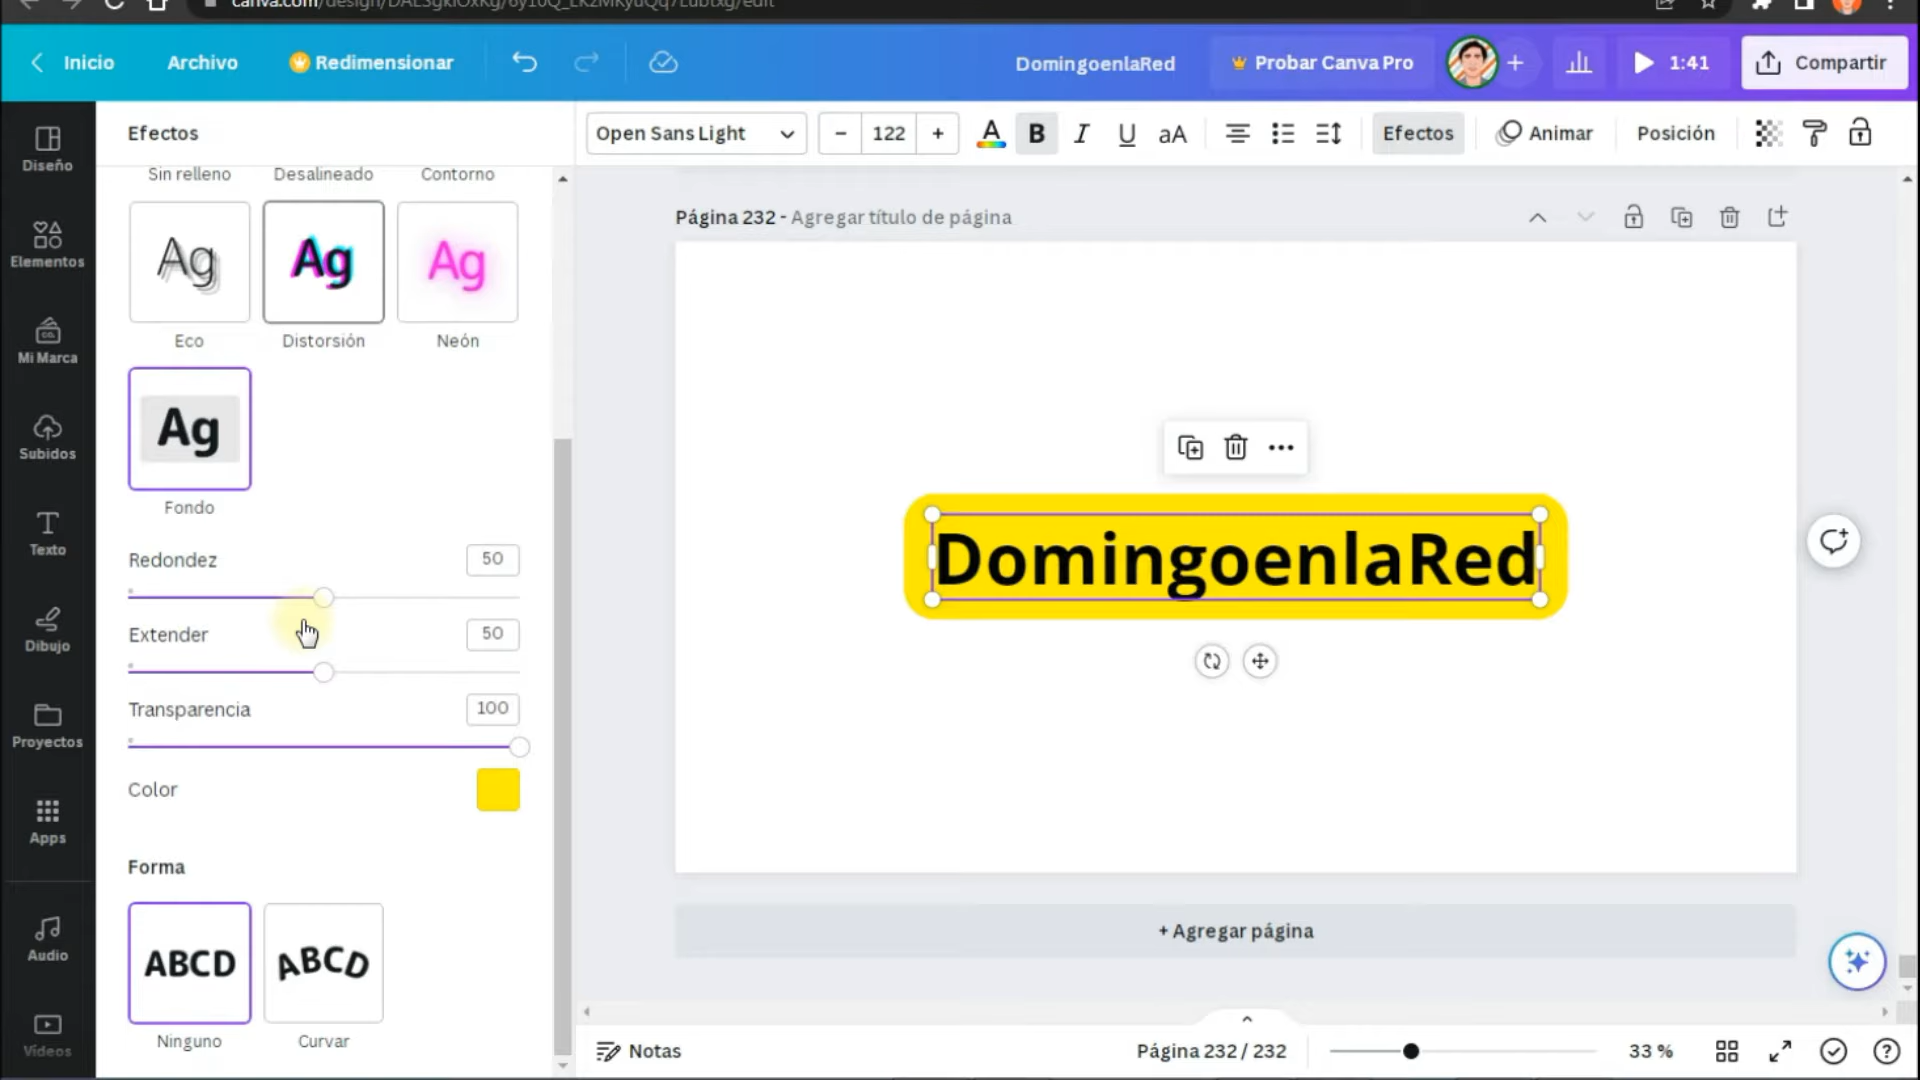 Inicio
Archivo
Redimensionar
DomingoenlaRed
Probar Canva Pro
1:41
Compartir
Diseño
Elementos
Mi Marca
Subidos
Texto
Dibujo
Proyectos
Apps
Audio
Vídeos
Efectos
Sin relleno
Desalineado
Contorno
Ag
Ag
Ag
Eco
Distorsión
Neón
Ag
Fondo
Redondez
50
Extender
50
Transparencia
100
Color
Forma
ABCD
ABCD
Ninguno
Curvar
Open Sans Light
− 122 +
A B I U aA
Efectos
Animar
Posición
Página 232 - Agregar título de página
DomingoenlaRed
+ Agregar página
Notas
Página 232 / 232
33 %